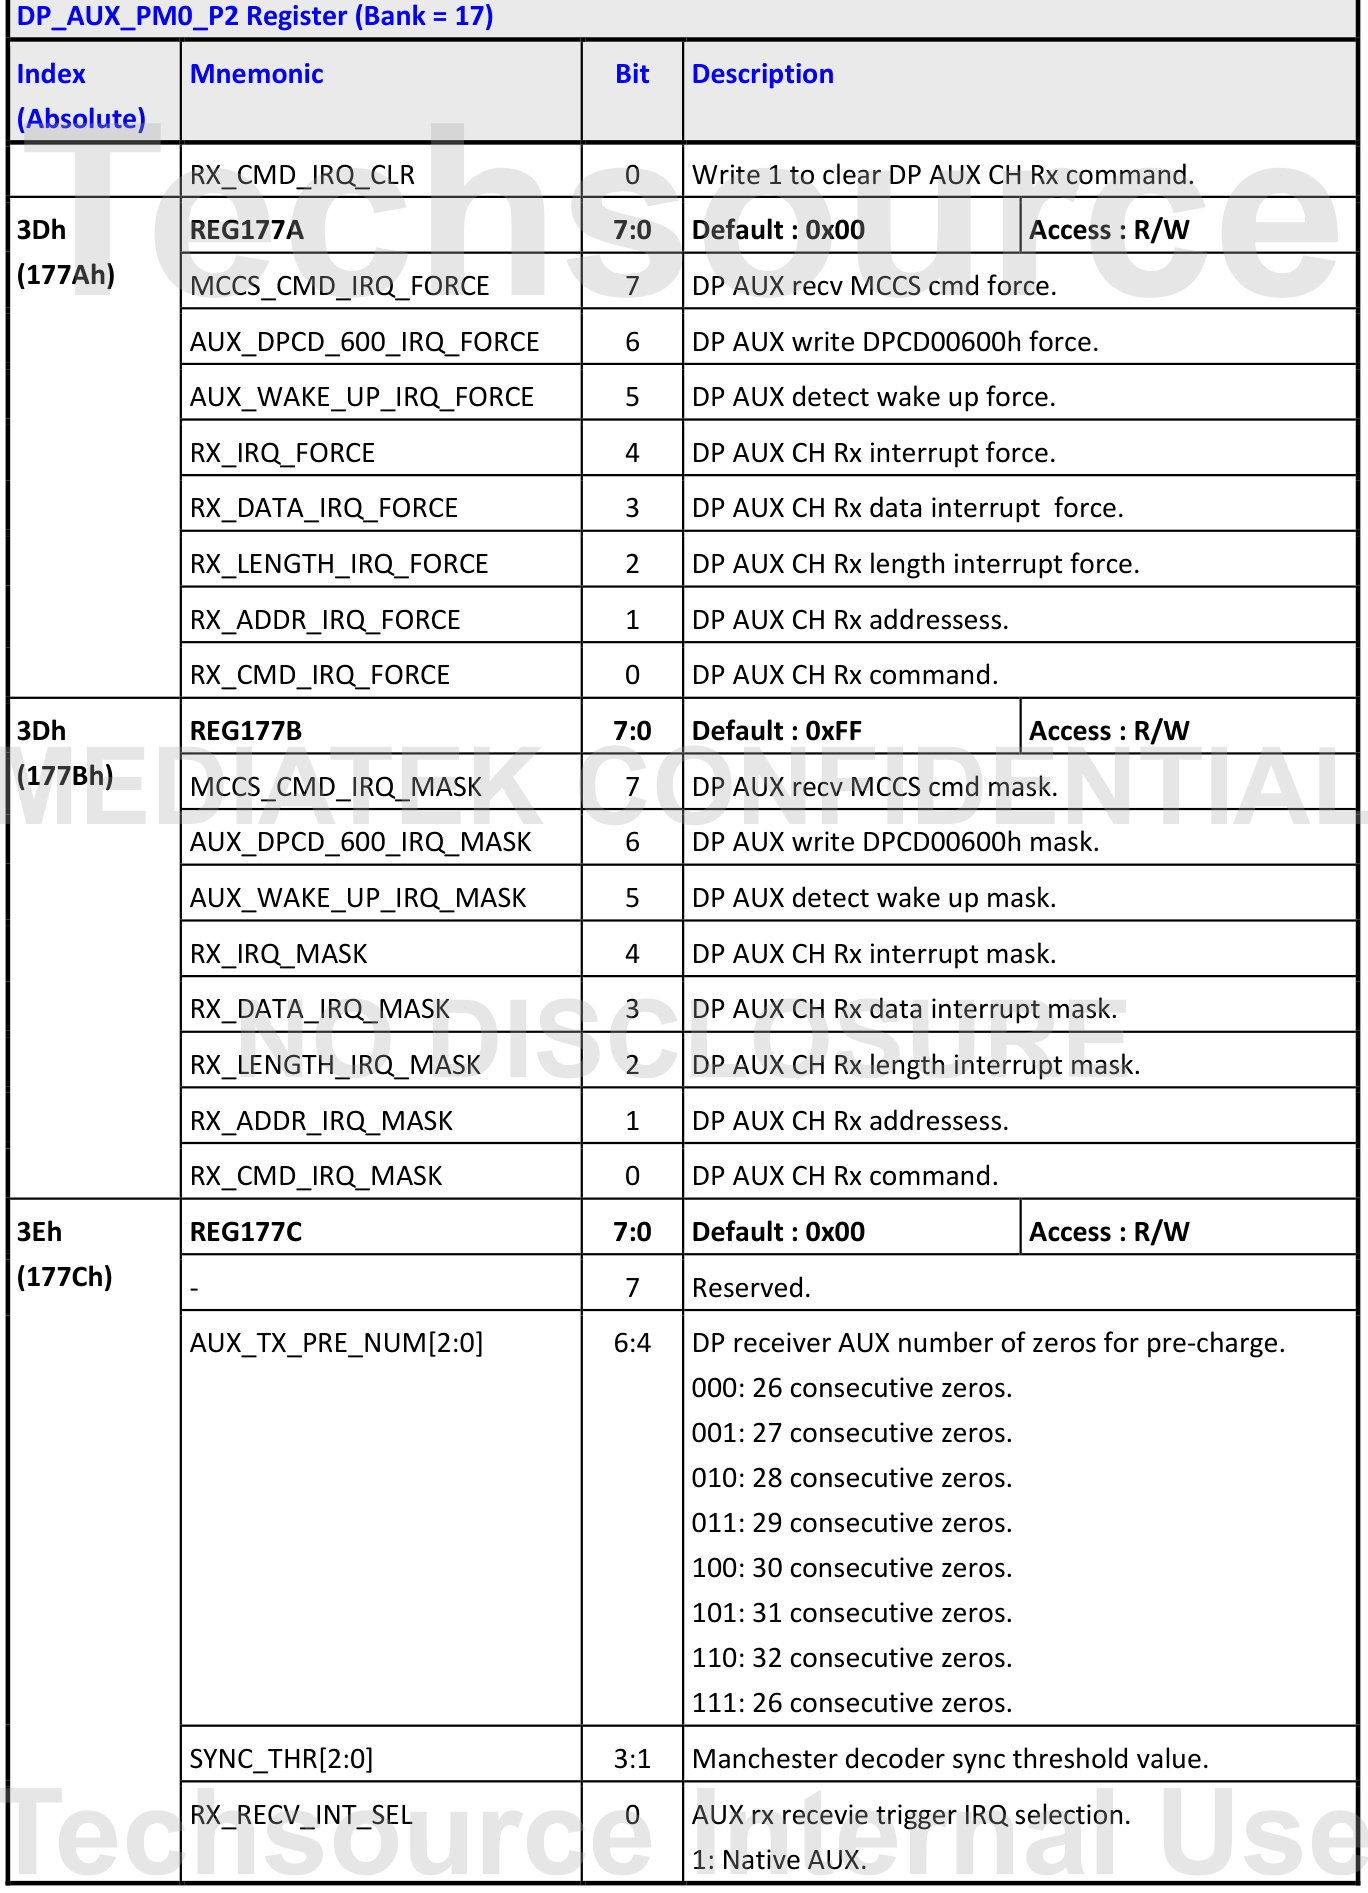 DP_AUX_PM0_P2 Register (Bank = 17)
Index (Absolute) Mnemonic Bit Description
RX_CMD_IRQ_CLR 0 Write 1 to clear DP AUX CH Rx command.
3Dh (177Ah) REG177A 7:0 Default : 0x00 Access : R/W
MCCS_CMD_IRQ_FORCE 7 DP AUX recv MCCS cmd force.
AUX_DPCD_600_IRQ_FORCE 6 DP AUX write DPCD00600h force.
AUX_WAKE_UP_IRQ_FORCE 5 DP AUX detect wake up force.
RX_IRQ_FORCE 4 DP AUX CH Rx interrupt force.
RX_DATA_IRQ_FORCE 3 DP AUX CH Rx data interrupt  force.
RX_LENGTH_IRQ_FORCE 2 DP AUX CH Rx length interrupt force.
RX_ADDR_IRQ_FORCE 1 DP AUX CH Rx addressess.
RX_CMD_IRQ_FORCE 0 DP AUX CH Rx command.
3Dh (177Bh) REG177B 7:0 Default : 0xFF Access : R/W
MCCS_CMD_IRQ_MASK 7 DP AUX recv MCCS cmd mask.
AUX_DPCD_600_IRQ_MASK 6 DP AUX write DPCD00600h mask.
AUX_WAKE_UP_IRQ_MASK 5 DP AUX detect wake up mask.
RX_IRQ_MASK 4 DP AUX CH Rx interrupt mask.
RX_DATA_IRQ_MASK 3 DP AUX CH Rx data interrupt mask.
RX_LENGTH_IRQ_MASK 2 DP AUX CH Rx length interrupt mask.
RX_ADDR_IRQ_MASK 1 DP AUX CH Rx addressess.
RX_CMD_IRQ_MASK 0 DP AUX CH Rx command.
3Eh (177Ch) REG177C 7:0 Default : 0x00 Access : R/W
- 7 Reserved.
AUX_TX_PRE_NUM[2:0] 6:4 DP receiver AUX number of zeros for pre-charge.
000: 26 consecutive zeros.
001: 27 consecutive zeros.
010: 28 consecutive zeros.
011: 29 consecutive zeros.
100: 30 consecutive zeros.
101: 31 consecutive zeros.
110: 32 consecutive zeros.
111: 26 consecutive zeros.
SYNC_THR[2:0] 3:1 Manchester decoder sync threshold value.
RX_RECV_INT_SEL 0 AUX rx recevie trigger IRQ selection.
1: Native AUX.
Techsource
MEDIATEK CONFIDENTIAL
NO DISCLOSURE
Techsource Internal Use